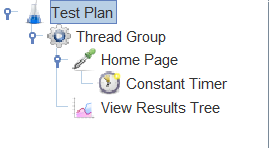 Test Plan
Thread Group
Home Page
Constant Timer
View Results Tree